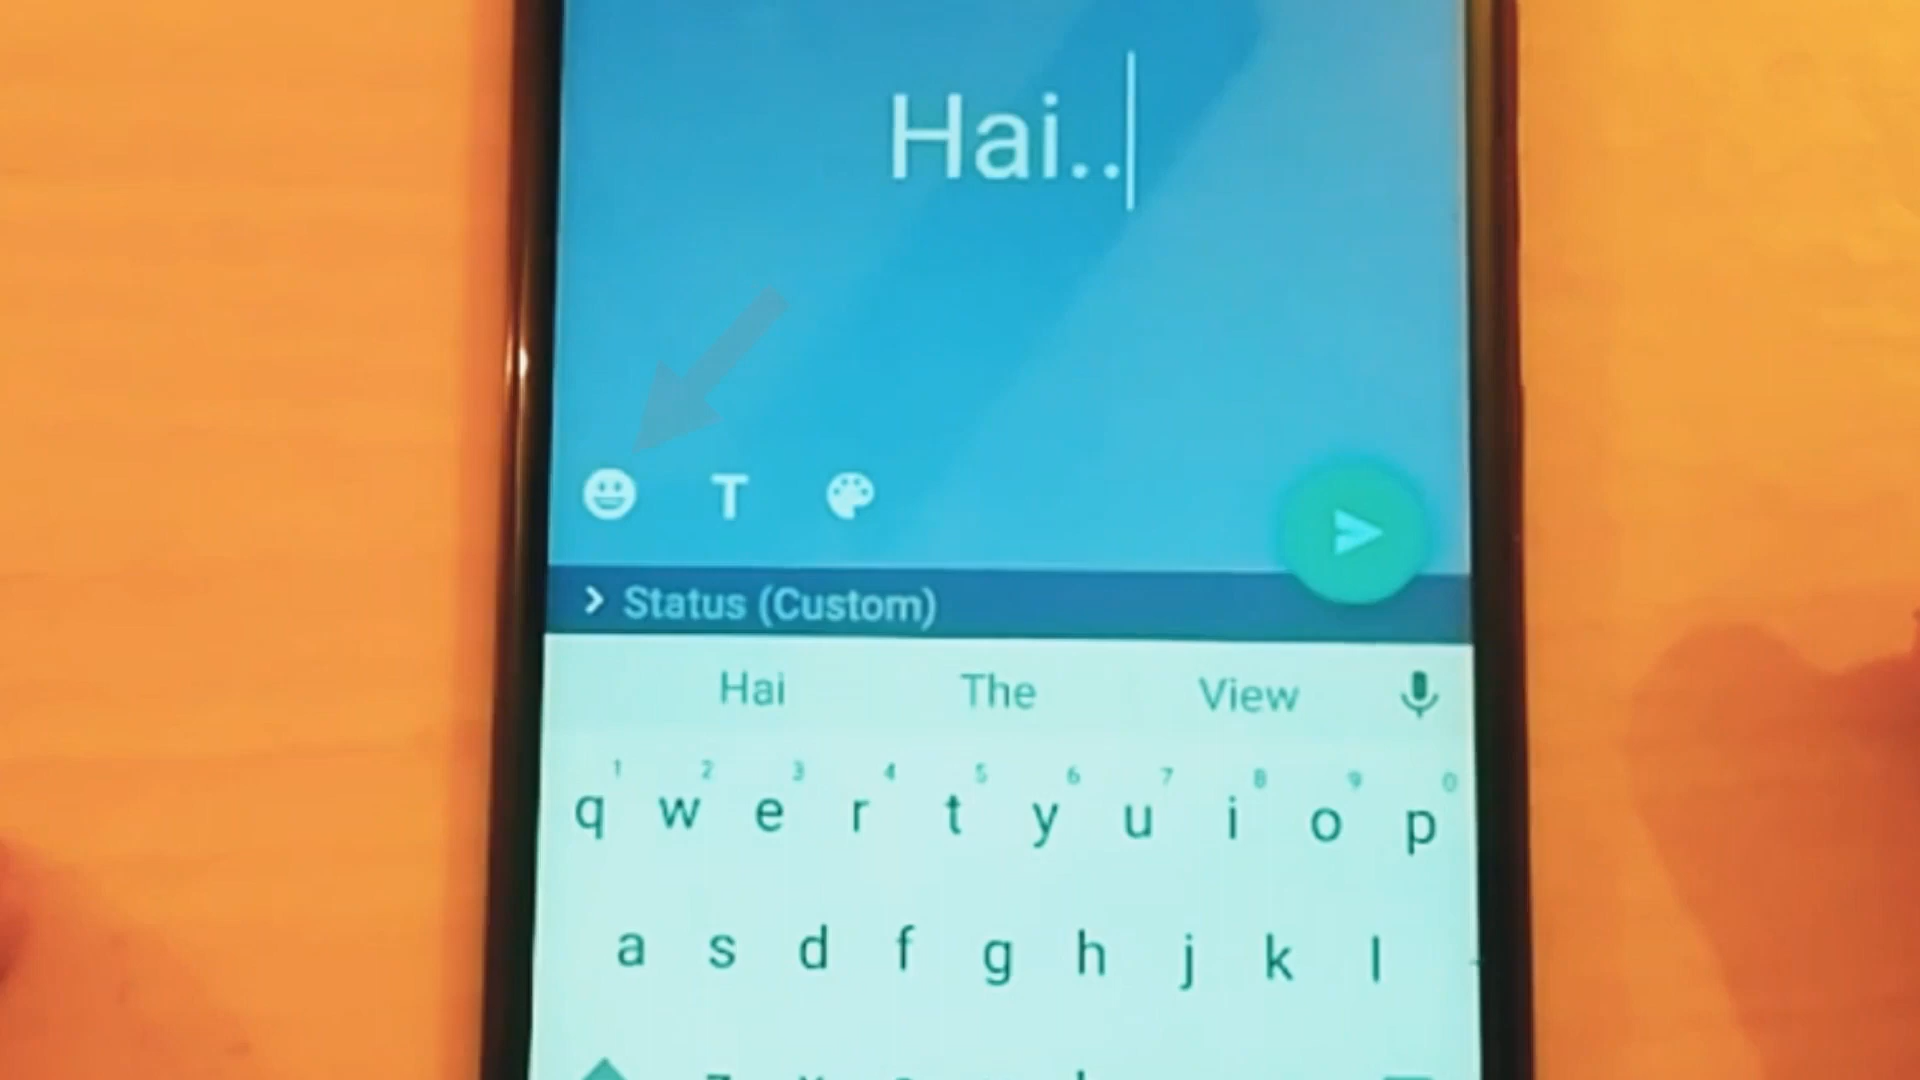 Hai..
T
Status (Custom)
Hai The View
1 2 3 4 5 6 7 8 9 0
q w e r t y u i o p
a s d f g h j k l